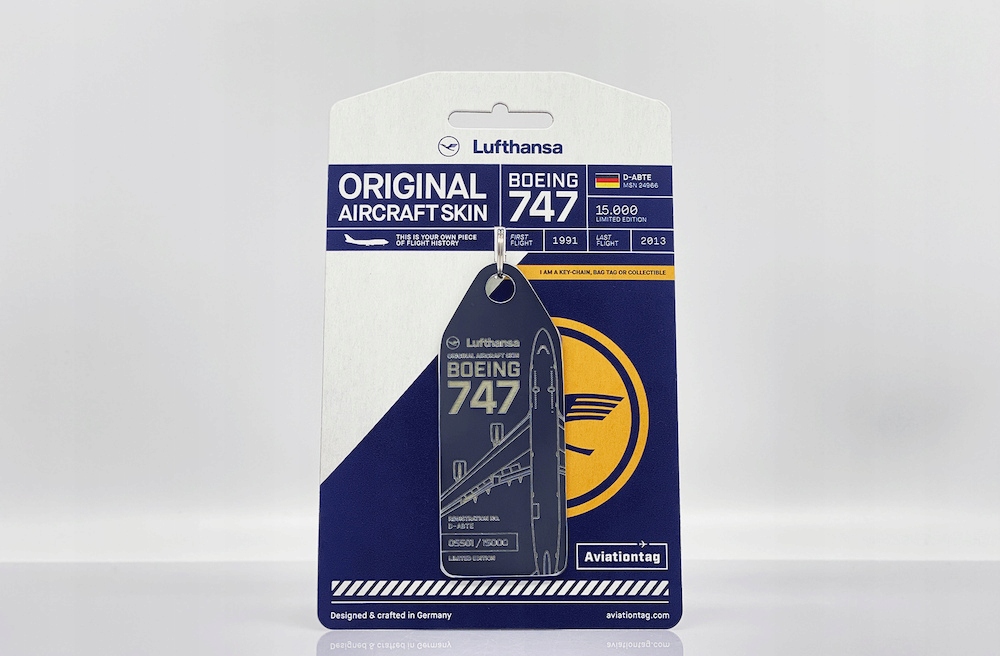 Lufthansa
ORIGINAL
AIRCRAFT SKIN
BOEING
747
D-ABTE
MSN 24966
15.000
LIMITED EDITION
THIS IS YOUR OWN PIECE
OF FLIGHT HISTORY
FIRST
FLIGHT
1991
LAST
FLIGHT
2013
I AM A KEY-CHAIN, BAG TAG OR COLLECTIBLE
Lufthansa
ORIGINAL AIRCRAFT SKIN
BOEING
747
REGISTRATION NO.
D-ABTE
05501 /15000
LIMITED EDITION
Aviationtag
Designed & crafted in Germany
aviationtag.com